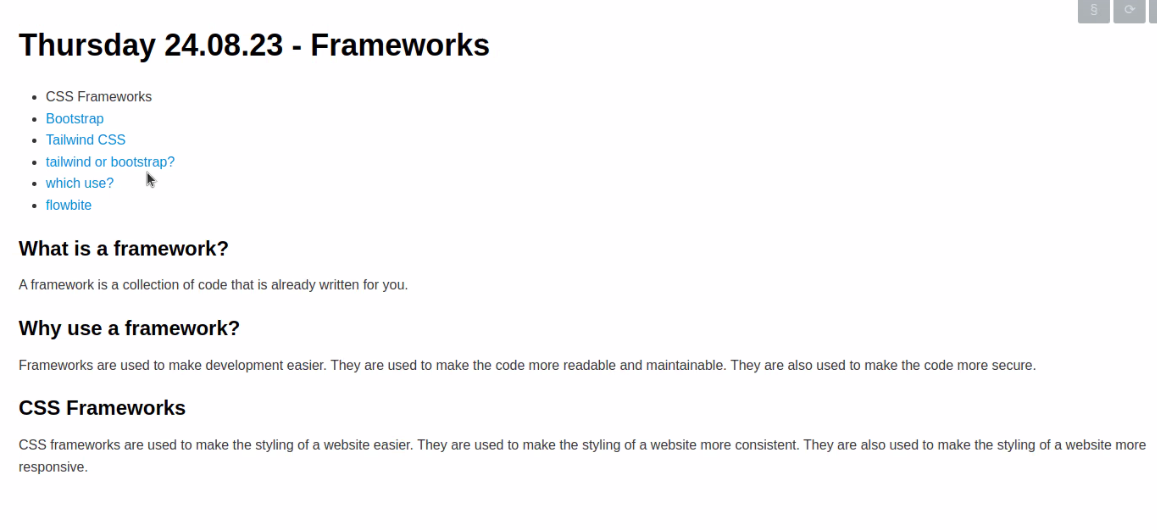 § ⟳
Thursday 24.08.23 - Frameworks
CSS Frameworks
Bootstrap
Tailwind CSS
tailwind or bootstrap?
which use?
flowbite
What is a framework?
A framework is a collection of code that is already written for you.
Why use a framework?
Frameworks are used to make development easier. They are used to make the code more readable and maintainable. They are also used to make the code more secure.
CSS Frameworks
CSS frameworks are used to make the styling of a website easier. They are used to make the styling of a website more consistent. They are also used to make the styling of a website more
responsive.